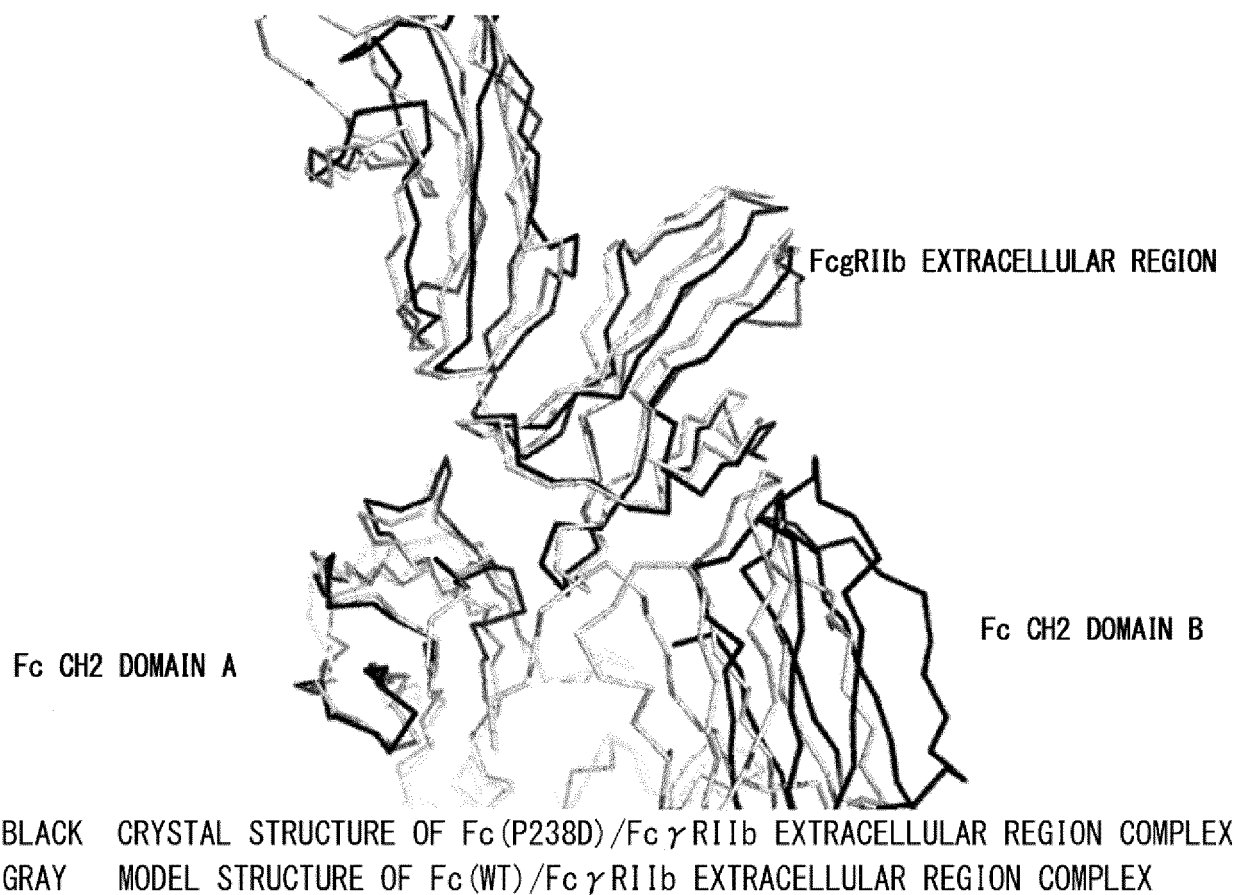 FcgRIIb EXTRACELLULAR REGION
Fc CH2 DOMAIN B
Fc CH2 DOMAIN A
BLACK CRYSTAL STRUCTURE OF Fc(P238D)/FcγRIIb EXTRACELLULAR REGION COMPLEX
GRAY MODEL STRUCTURE OF Fc(WT)/FcγRIIb EXTRACELLULAR REGION COMPLEX